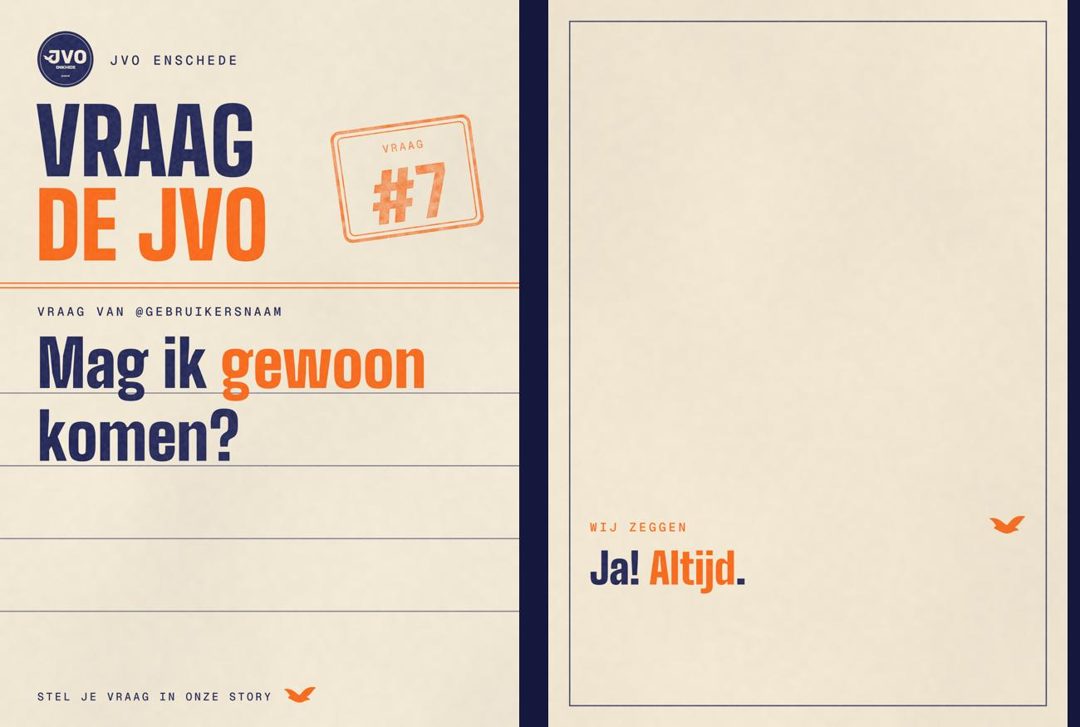 JVO
ENSCHEDE
JVO ENSCHEDE
VRAAG
DE JVO
VRAAG
#7
VRAAG VAN @GEBRUIKERSNAAM
Mag ik gewoon
komen?
STEL JE VRAAG IN ONZE STORY
WIJ ZEGGEN
Ja! Altijd.